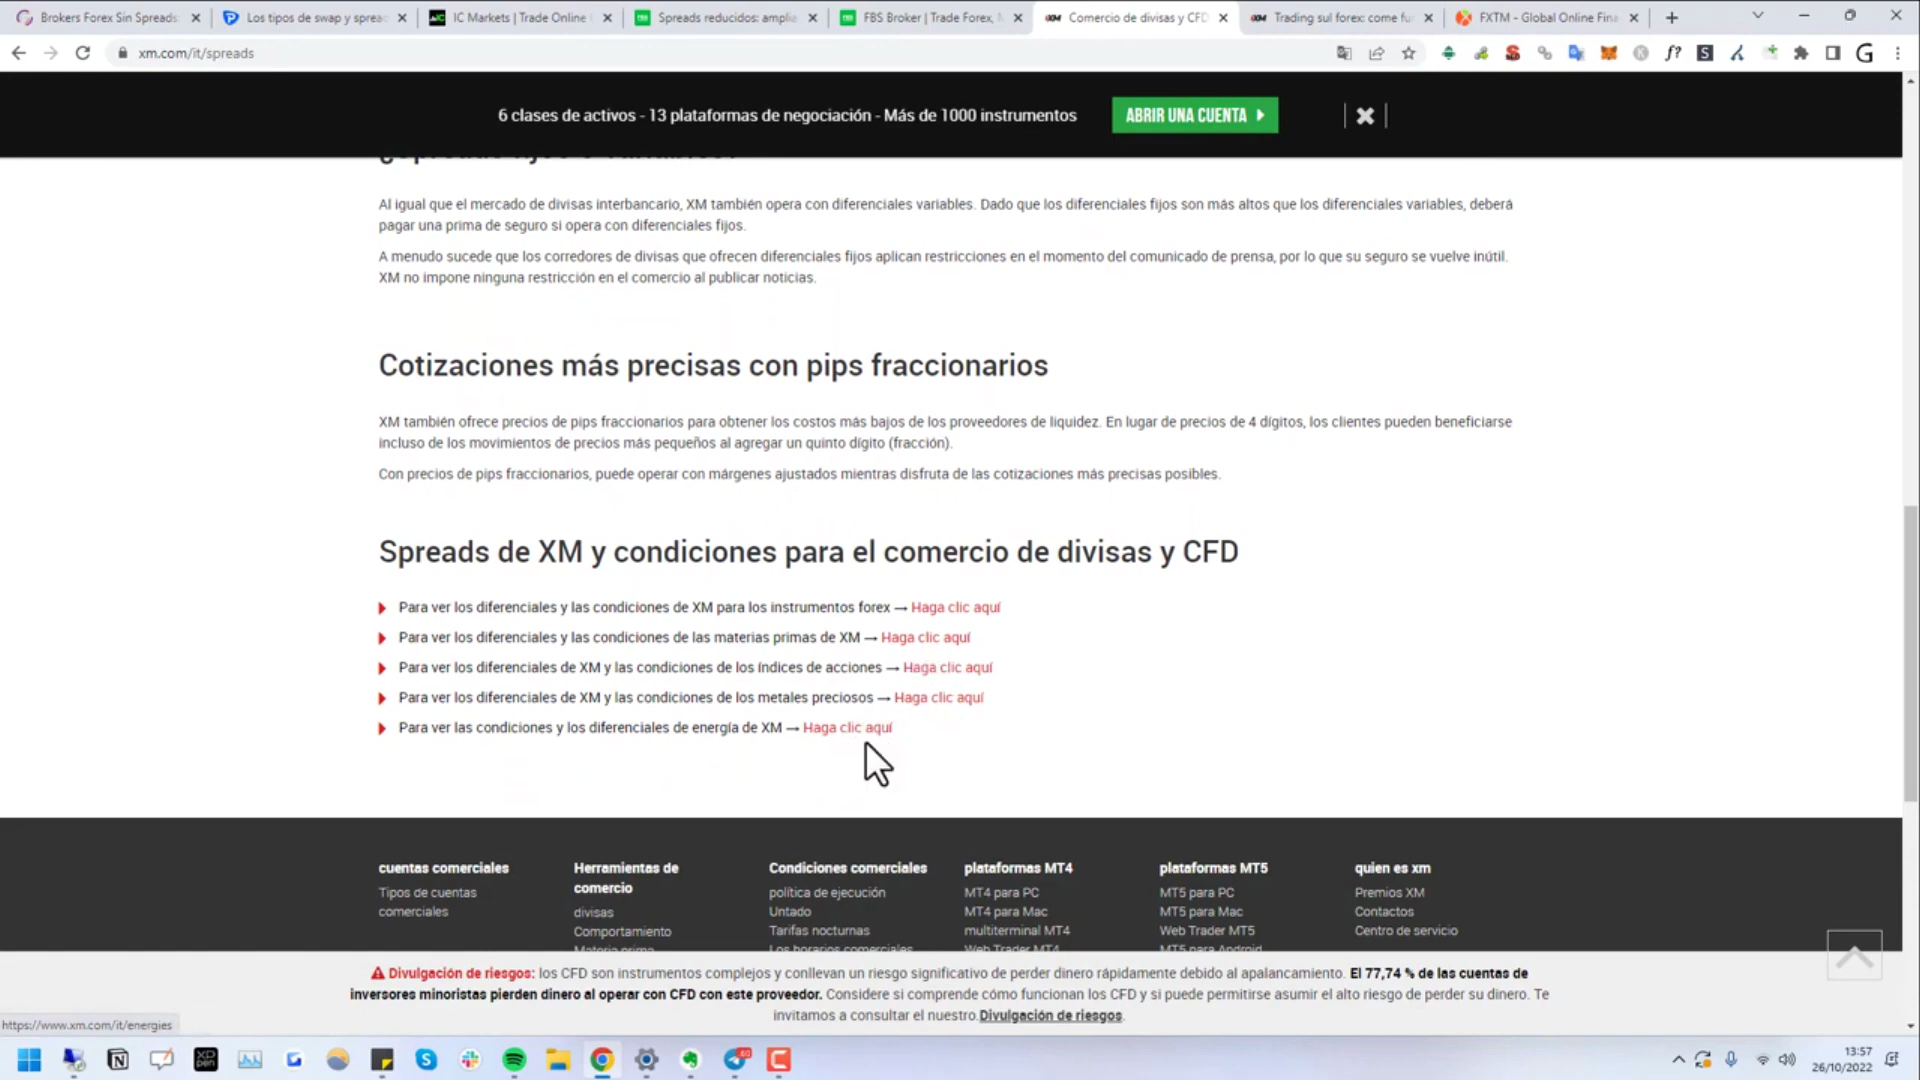 Brokers Forex Sin Spreads
Los tipos de swap y sprea
IC Markets | Trade Online
Spreads reducidos: amplia
FBS Broker | Trade Forex,
Comercio de divisas y CFD
Trading sul forex: come fu
FXTM - Global Online Fina
xm.com/it/spreads
6 clases de activos - 13 plataformas de negociación - Más de 1000 instrumentos
ABRIR UNA CUENTA
Al igual que el mercado de divisas interbancario, XM también opera con diferenciales variables. Dado que los diferenciales fijos son más altos que los diferenciales variables, deberá
pagar una prima de seguro si opera con diferenciales fijos.
A menudo sucede que los corredores de divisas que ofrecen diferenciales fijos aplican restricciones en el momento del comunicado de prensa, por lo que su seguro se vuelve inútil.
XM no impone ninguna restricción en el comercio al publicar noticias.
Cotizaciones más precisas con pips fraccionarios
XM también ofrece precios de pips fraccionarios para obtener los costos más bajos de los proveedores de liquidez. En lugar de precios de 4 dígitos, los clientes pueden beneficiarse
incluso de los movimientos de precios más pequeños al agregar un quinto dígito (fracción).
Con precios de pips fraccionarios, puede operar con márgenes ajustados mientras disfruta de las cotizaciones más precisas posibles.
Spreads de XM y condiciones para el comercio de divisas y CFD
Para ver los diferenciales y las condiciones de XM para los instrumentos forex → Haga clic aquí
Para ver los diferenciales y las condiciones de las materias primas de XM → Haga clic aquí
Para ver los diferenciales de XM y las condiciones de los índices de acciones → Haga clic aquí
Para ver los diferenciales de XM y las condiciones de los metales preciosos → Haga clic aquí
Para ver las condiciones y los diferenciales de energía de XM → Haga clic aquí
cuentas comerciales
Tipos de cuentas
comerciales
Herramientas de
comercio
divisas
Comportamiento
Materia prima
Condiciones comerciales
política de ejecución
Untado
Tarifas nocturnas
Los horarios comerciales
plataformas MT4
MT4 para PC
MT4 para Mac
multiterminal MT4
Web Trader MT4
plataformas MT5
MT5 para PC
MT5 para Mac
Web Trader MT5
MT5 para Android
quien es xm
Premios XM
Contactos
Centro de servicio
Divulgación de riesgos: los CFD son instrumentos complejos y conllevan un riesgo significativo de perder dinero rápidamente debido al apalancamiento. El 77,74 % de las cuentas de
inversores minoristas pierden dinero al operar con CFD con este proveedor. Considere si comprende cómo funcionan los CFD y si puede permitirse asumir el alto riesgo de perder su dinero. Te
invitamos a consultar el nuestro.Divulgación de riesgos.
https://www.xm.com/it/energies
13:57
26/10/2022